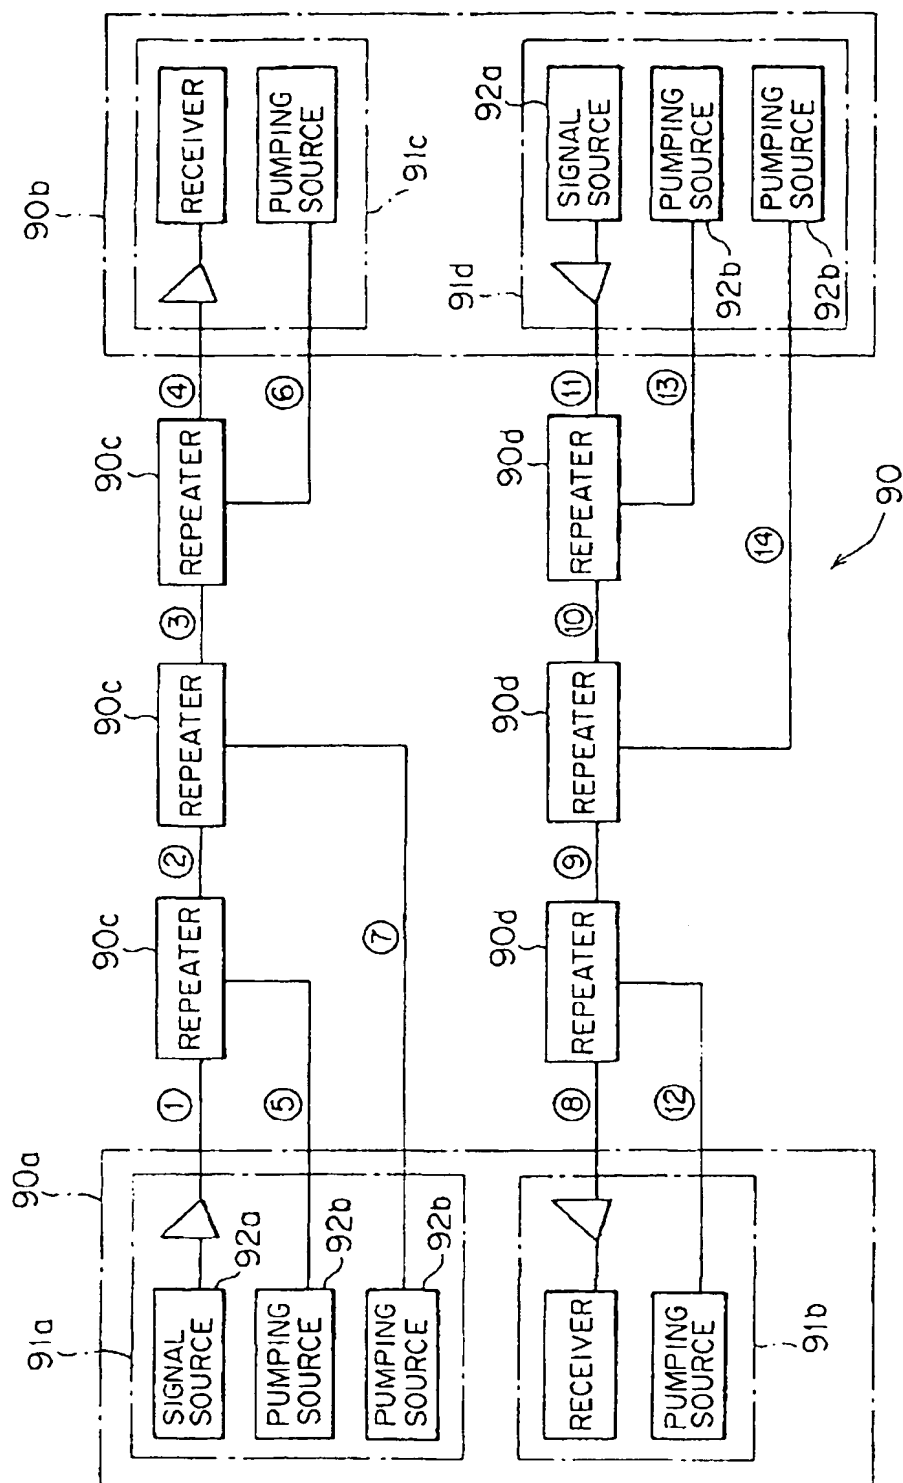 90a
90c
90c
90c
90b
91a
SIGNAL
SOURCE
92a
①
REPEATER
②
REPEATER
③
REPEATER
④
RECEIVER
PUMPING
SOURCE
92b
⑤
⑥
PUMPING
SOURCE
PUMPING
SOURCE
92b
⑦
91c
90d
90d
90d
91d
92a
RECEIVER
⑧
REPEATER
⑨
REPEATER
⑩
REPEATER
⑪
SIGNAL
SOURCE
PUMPING
SOURCE
⑫
⑬
PUMPING
SOURCE
92b
91b
⑭
PUMPING
SOURCE
92b
90